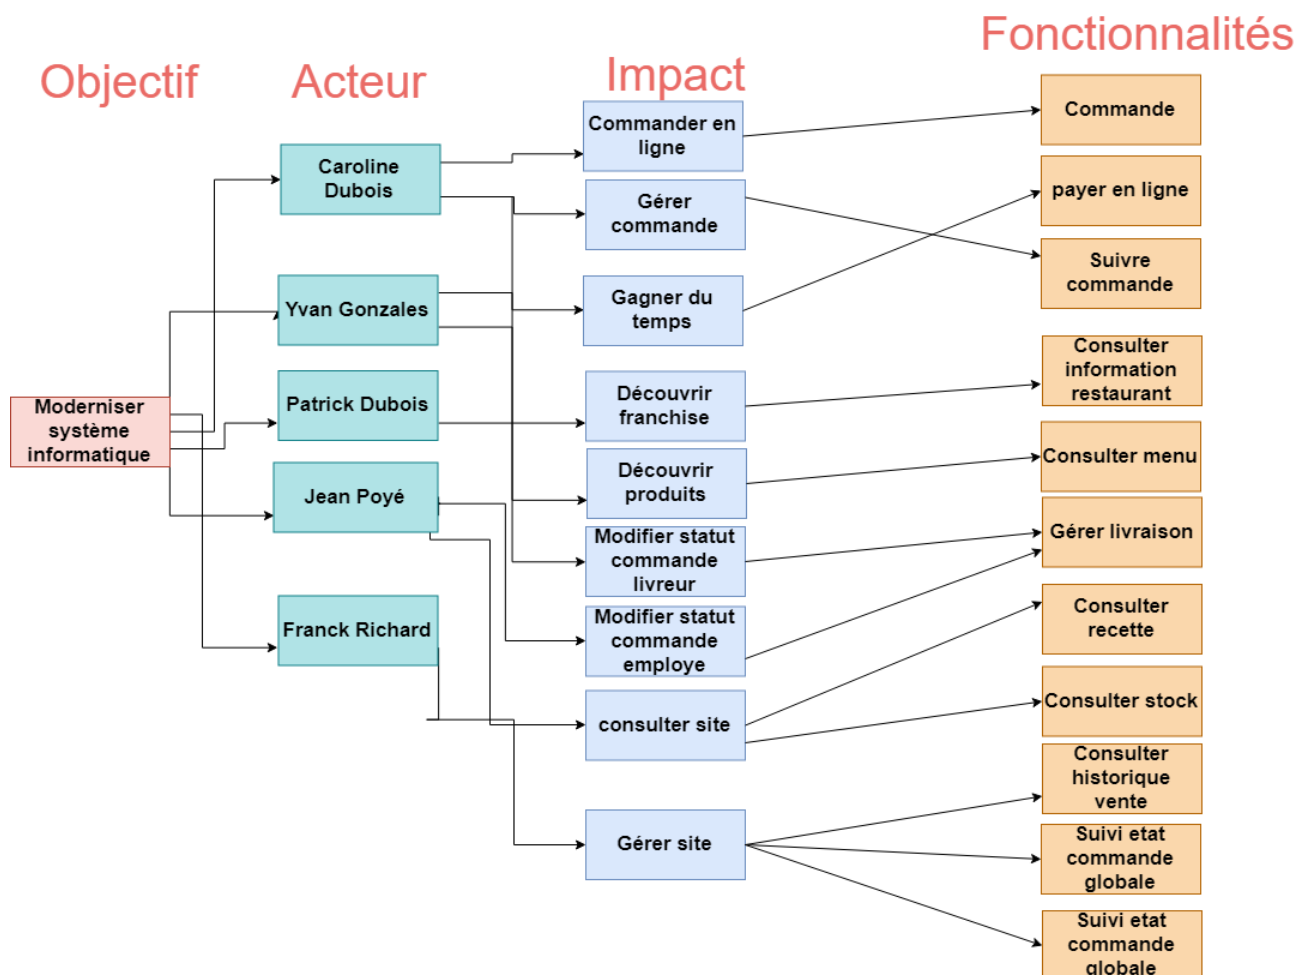 Objectif
Acteur
Impact
Fonctionnalités
Moderniser
système
informatique
Caroline
Dubois
Yvan Gonzales
Patrick Dubois
Jean Poyé
Franck Richard
Commander en
ligne
Gérer
commande
Gagner du
temps
Découvrir
franchise
Découvrir
produits
Modifier statut
commande
livreur
Modifier statut
commande
employe
consulter site
Gérer site
Commande
payer en ligne
Suivre
commande
Consulter
information
restaurant
Consulter menu
Gérer livraison
Consulter
recette
Consulter stock
Consulter
historique
vente
Suivi etat
commande
globale
Suivi etat
commande
globale